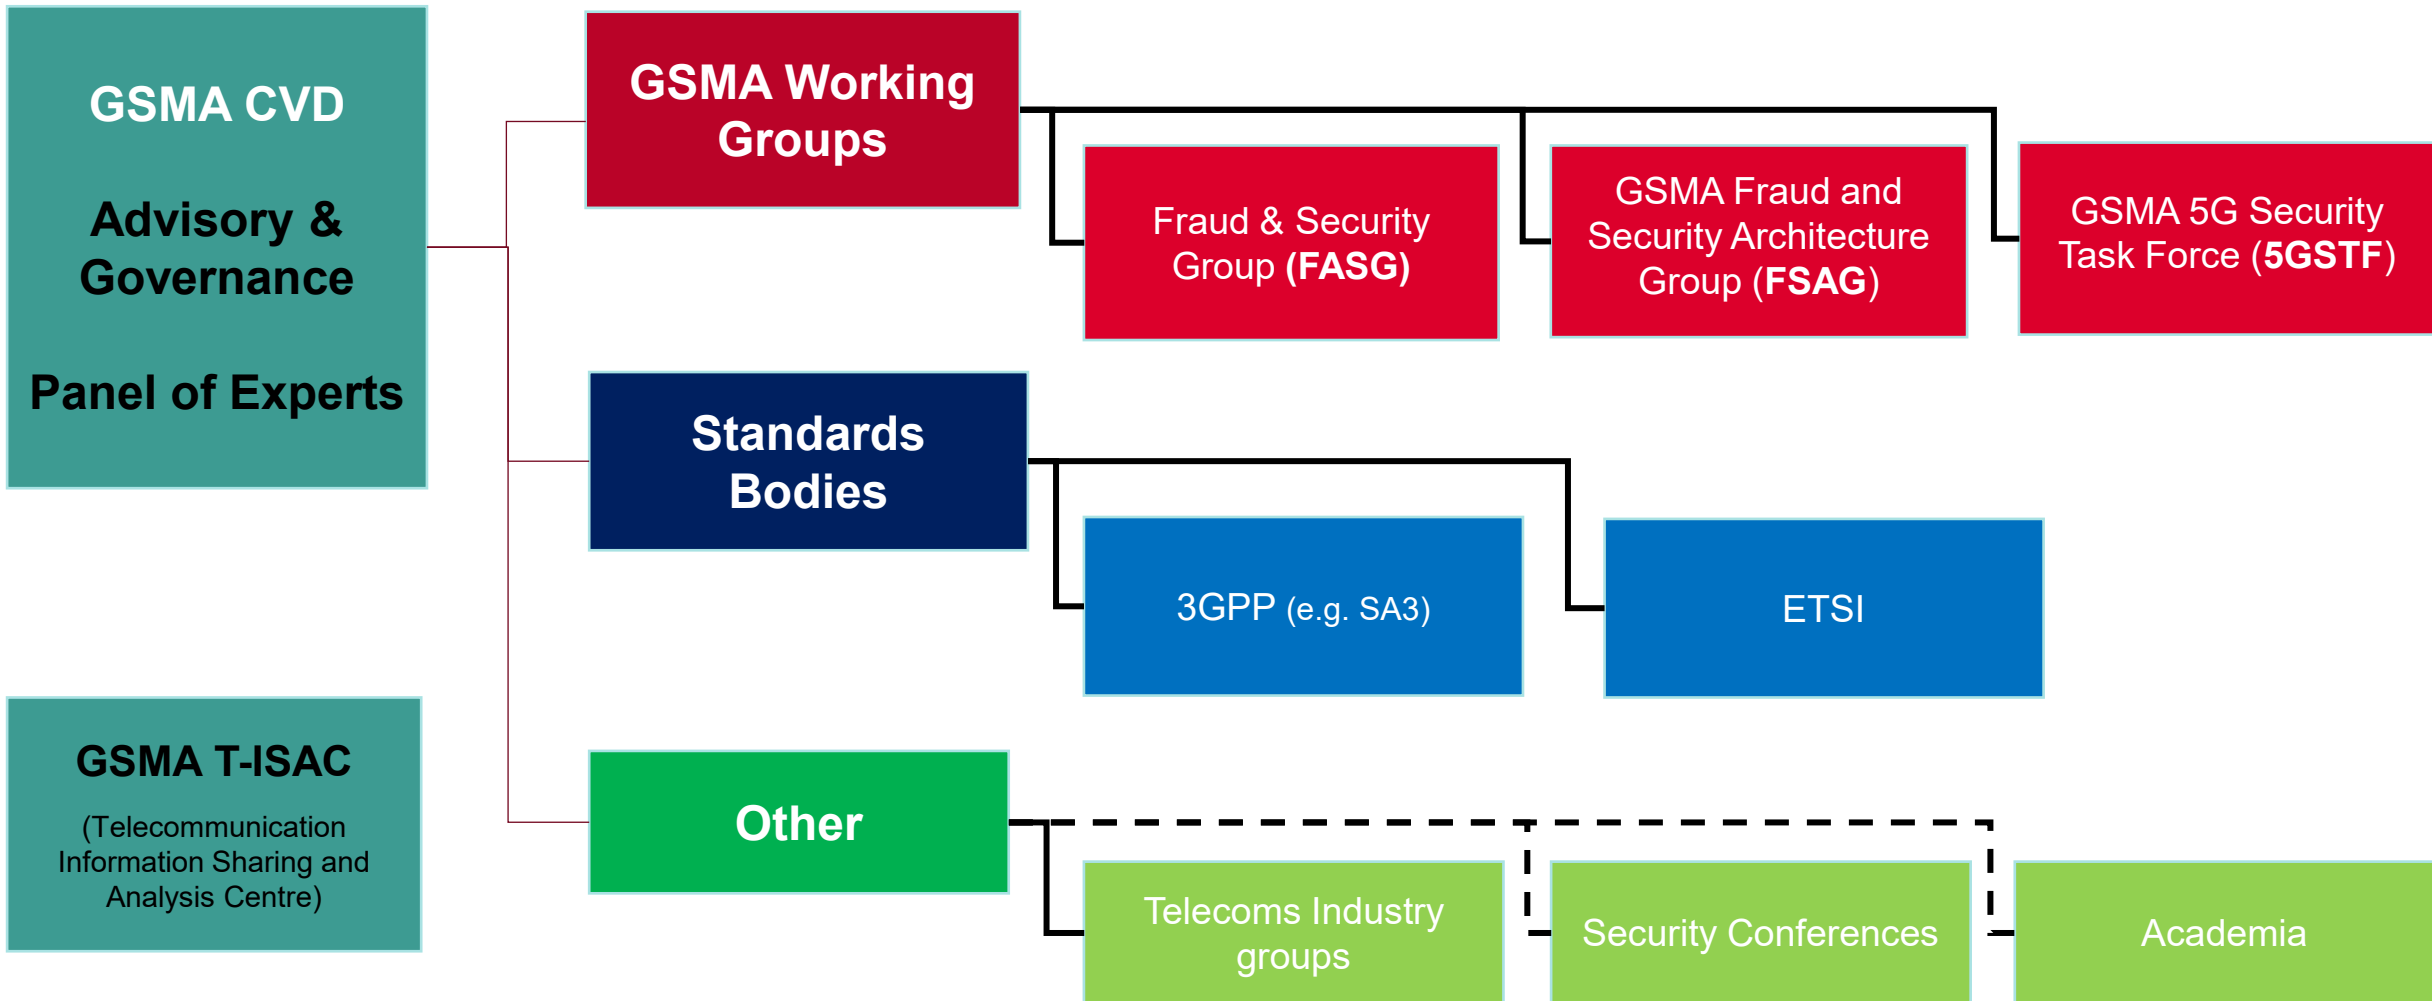 GSMA CVD
Advisory &
Governance
Panel of Experts
GSMA T-ISAC
(Telecommunication
Information Sharing and
Analysis Centre)
GSMA Working
Groups
Fraud & Security
Group (FASG)
GSMA Fraud and
Security Architecture
Group (FSAG)
GSMA 5G Security
Task Force (5GSTF)
Standards
Bodies
3GPP (e.g. SA3)
ETSI
Other
Telecoms Industry
groups
Security Conferences
Academia